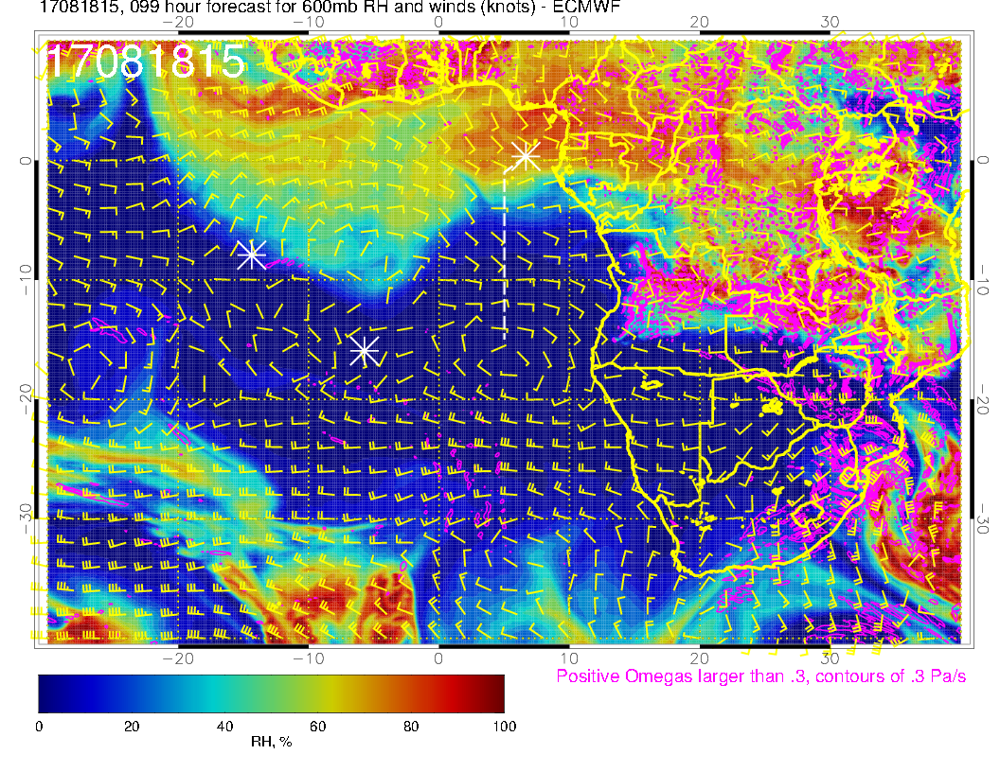 17081815, 099 hour forecast for 600mb RH and winds (knots) - ECMWF
−20 −10 0 10 20 30
17081815
0 0
−10 −10
−20 −20
−30 −30
−20 −10 0 10 20 30
Positive Omegas larger than .3, contours of .3 Pa/s
0 20 40 60 80 100
RH, %